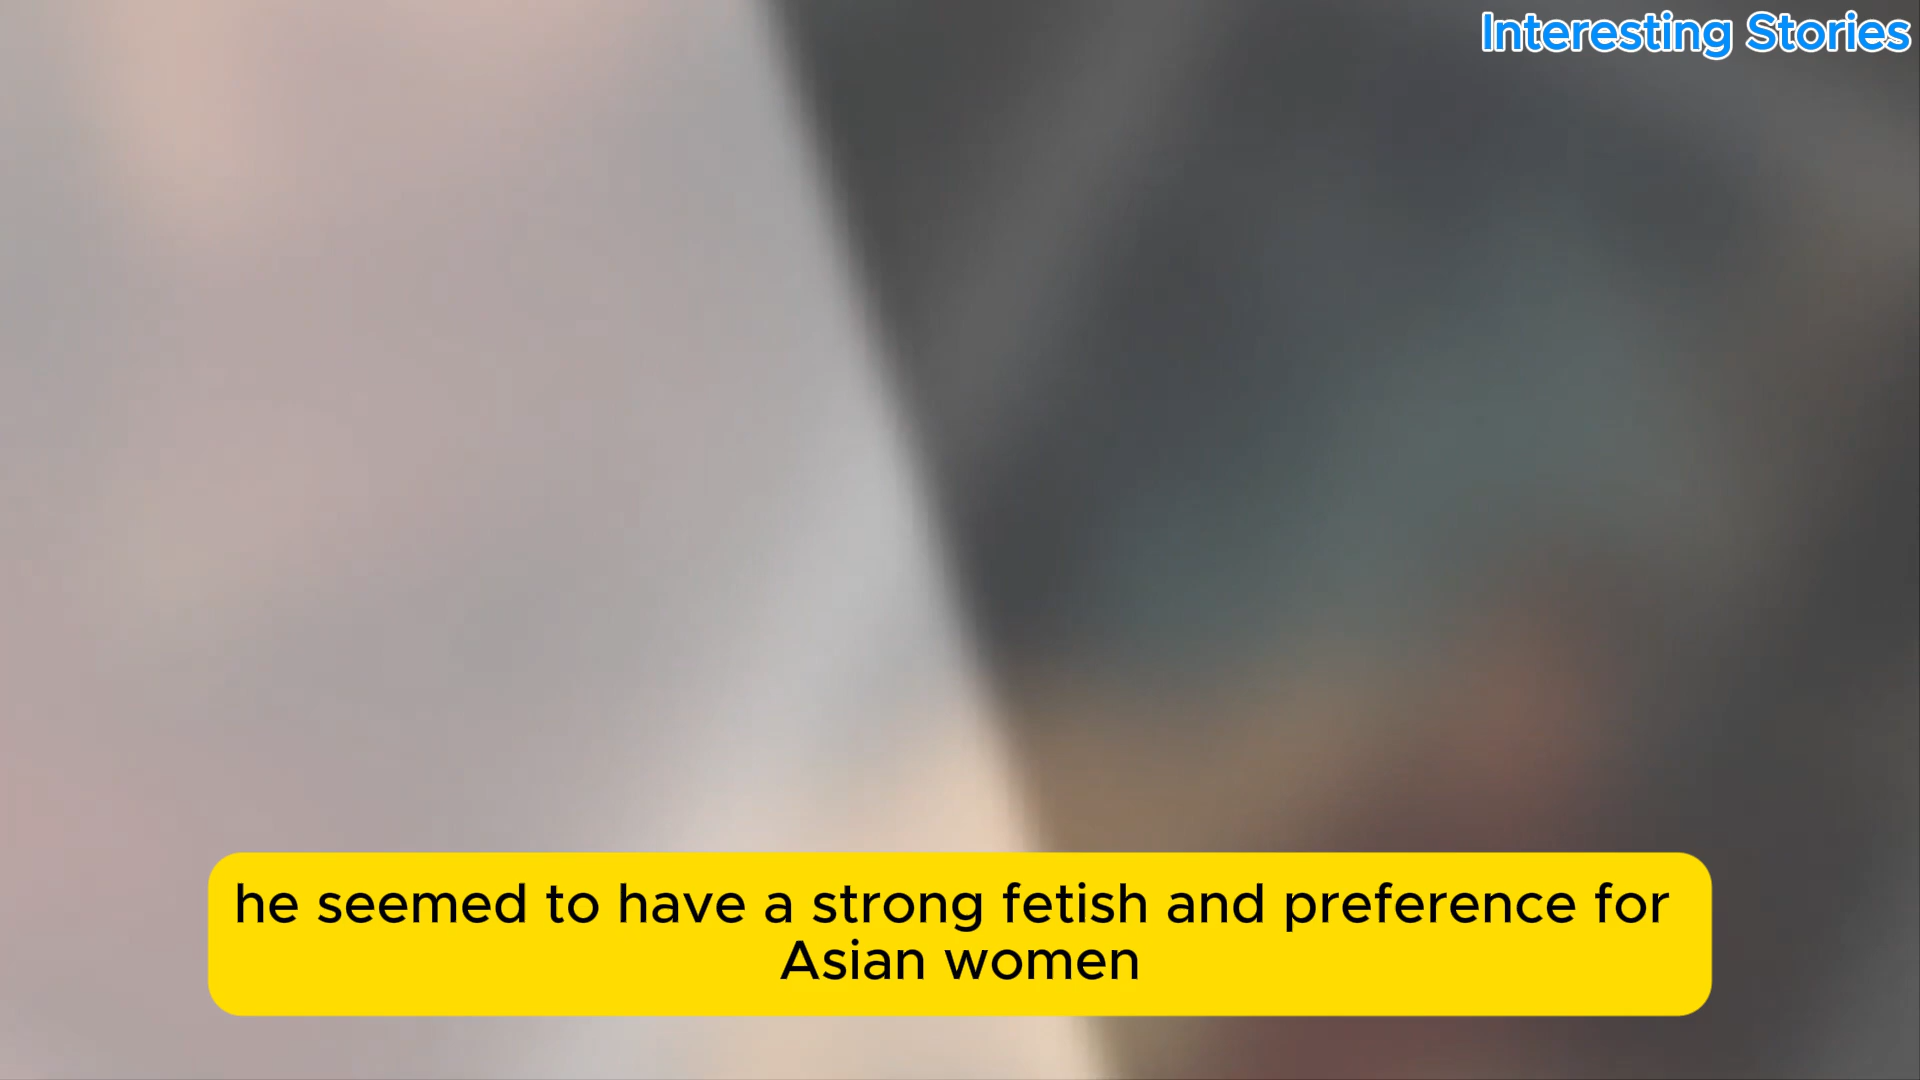 Interesting Stories
he seemed to have a strong fetish and preference for
Asian women